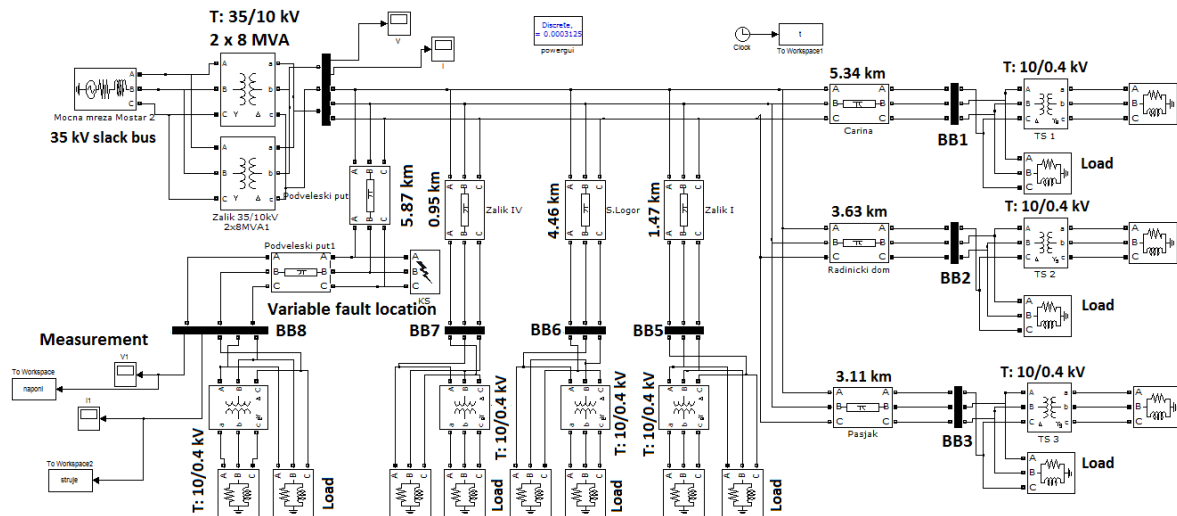 T: 35/10 kV
2 x 8 MVA
V
I
Discrete,
= 0.0003125
powergui
Clock
t
To Workspace1
A
B
C
A
B
C
Y
Δ
a
b
c
Mocna mreza Mostar 2
35 kV slack bus
A
B
C
Y
Δ
a
b
c
Zalik 35/10kV
2x8MVA1
A B C
Podveleski put
A B C
5.87 km
A B C
Zalik IV
A B C
0.95 km
A B C
S.Logor
A B C
4.46 km
A B C
Zalik I
A B C
1.47 km
5.34 km
A A
B B
C C
Carina
BB1
T: 10/0.4 kV
A a
B b
C c
TS 1
A
B
C
A
B
C
Load
3.63 km
A A
B B
C C
Radinicki dom
BB2
T: 10/0.4 kV
A a
B b
C c
TS 2
A
B
C
A
B
C
Load
3.11 km
A A
B B
C C
Pasjak
BB3
T: 10/0.4 kV
A a
B b
C c
TS 3
A
B
C
A
B
C
Load
Podveleski put1
A A
B B
C C
A
B
C
KS
Variable fault location
BB8
BB7
BB6
BB5
Measurement
V1
To Workspace
naponi
I1
To Workspace2
struje
A B C
a b c
T: 10/0.4 kV
A B C
A B C
Load
A B C
a b c
T: 10/0.4 kV
A B C
A B C
Load
A B C
a b c
T: 10/0.4 kV
A B C
A B C
Load
A B C
a b c
T: 10/0.4 kV
A B C
A B C
Load